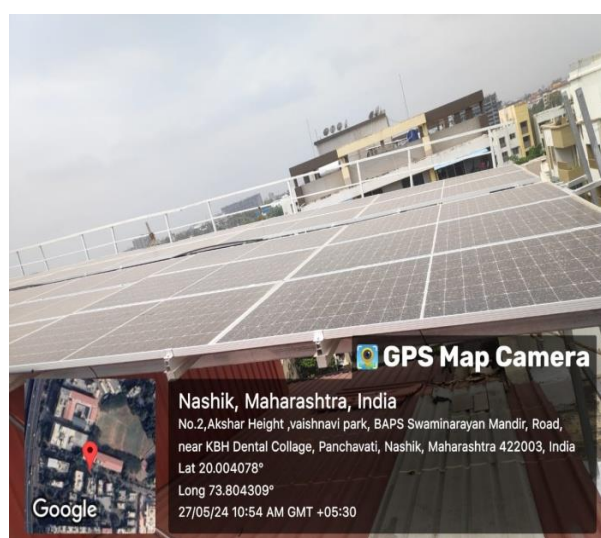 GPS Map Camera
Nashik, Maharashtra, India
No.2,Akshar Height ,vaishnavi park, BAPS Swaminarayan Mandir, Road,
near KBH Dental Collage, Panchavati, Nashik, Maharashtra 422003, India
Lat 20.004078°
Long 73.804309°
27/05/24 10:54 AM GMT +05:30
Google